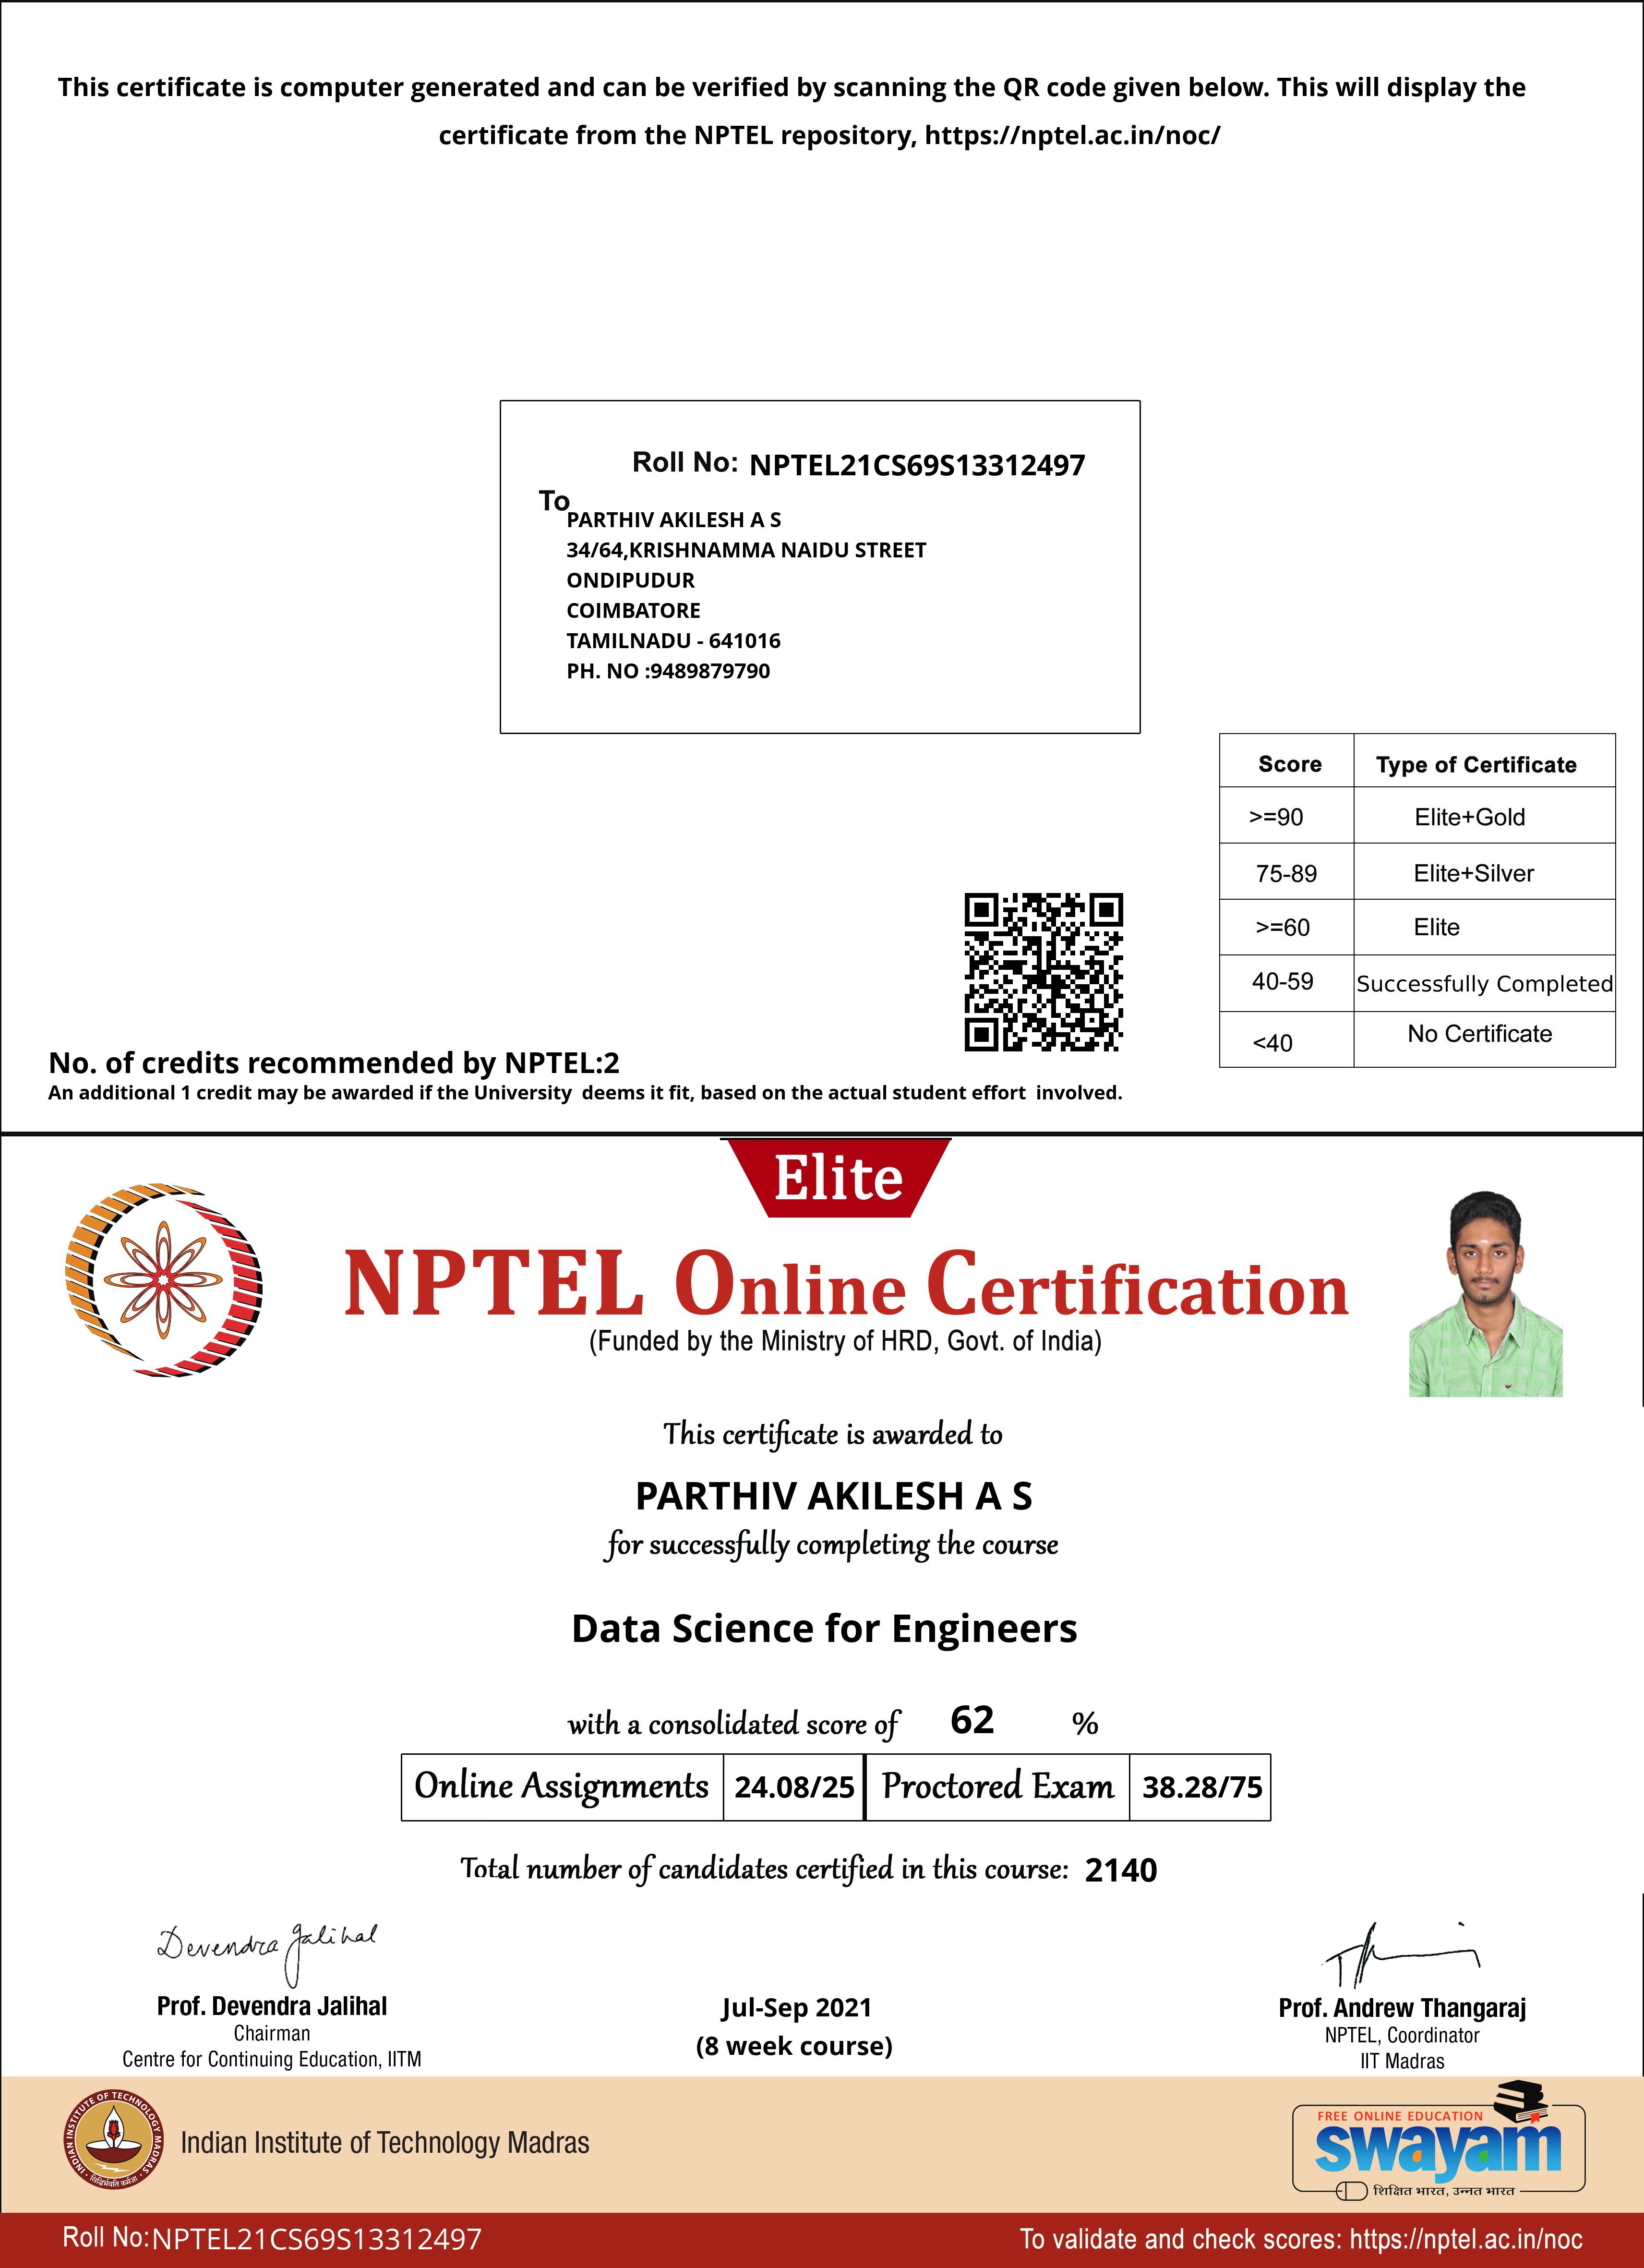 This certificate is computer generated and can be verified by scanning the QR code given below. This will display the
certificate from the NPTEL repository, https://nptel.ac.in/noc/
Roll No: NPTEL21CS69S13312497
To
PARTHIV AKILESH A S
34/64,KRISHNAMMA NAIDU STREET
ONDIPUDUR
COIMBATORE
TAMILNADU - 641016
PH. NO :9489879790
Score Type of Certificate
>=90 Elite+Gold
75-89 Elite+Silver
>=60 Elite
40-59 Successfully Completed
<40 No Certificate
No. of credits recommended by NPTEL:2
An additional 1 credit may be awarded if the University deems it fit, based on the actual student effort involved.
Elite
NPTEL Online Certification
(Funded by the Ministry of HRD, Govt. of India)
This certificate is awarded to
PARTHIV AKILESH A S
for successfully completing the course
Data Science for Engineers
with a consolidated score of 62 %
Online Assignments 24.08/25 Proctored Exam 38.28/75
Total number of candidates certified in this course: 2140
Devendra Jalihal
Prof. Devendra Jalihal
Chairman
Centre for Continuing Education, IITM
Jul-Sep 2021
(8 week course)
Prof. Andrew Thangaraj
NPTEL, Coordinator
IIT Madras
INDIAN INSTITUTE OF TECHNOLOGY MADRAS
सिद्धिर्भवति कर्मजा
Indian Institute of Technology Madras
FREE ONLINE EDUCATION
swayam
शिक्षित भारत, उन्नत भारत
Roll No:NPTEL21CS69S13312497
To validate and check scores: https://nptel.ac.in/noc